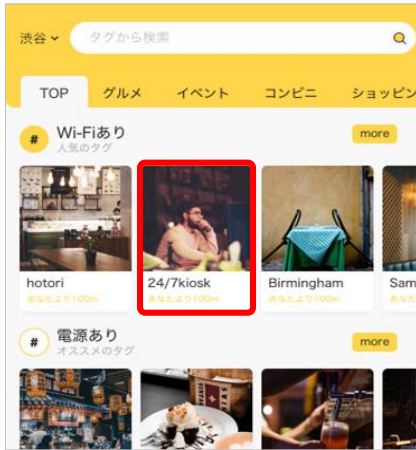 渋谷
タグから検索
TOP グルメ イベント コンビニ ショッピン
# Wi-Fiあり more
人気のタグ
hotori 24/7kiosk Birmingham Sam
あなたより100m あなたより100m あなたより100m あなた
# 電源あり more
オススメのタグ